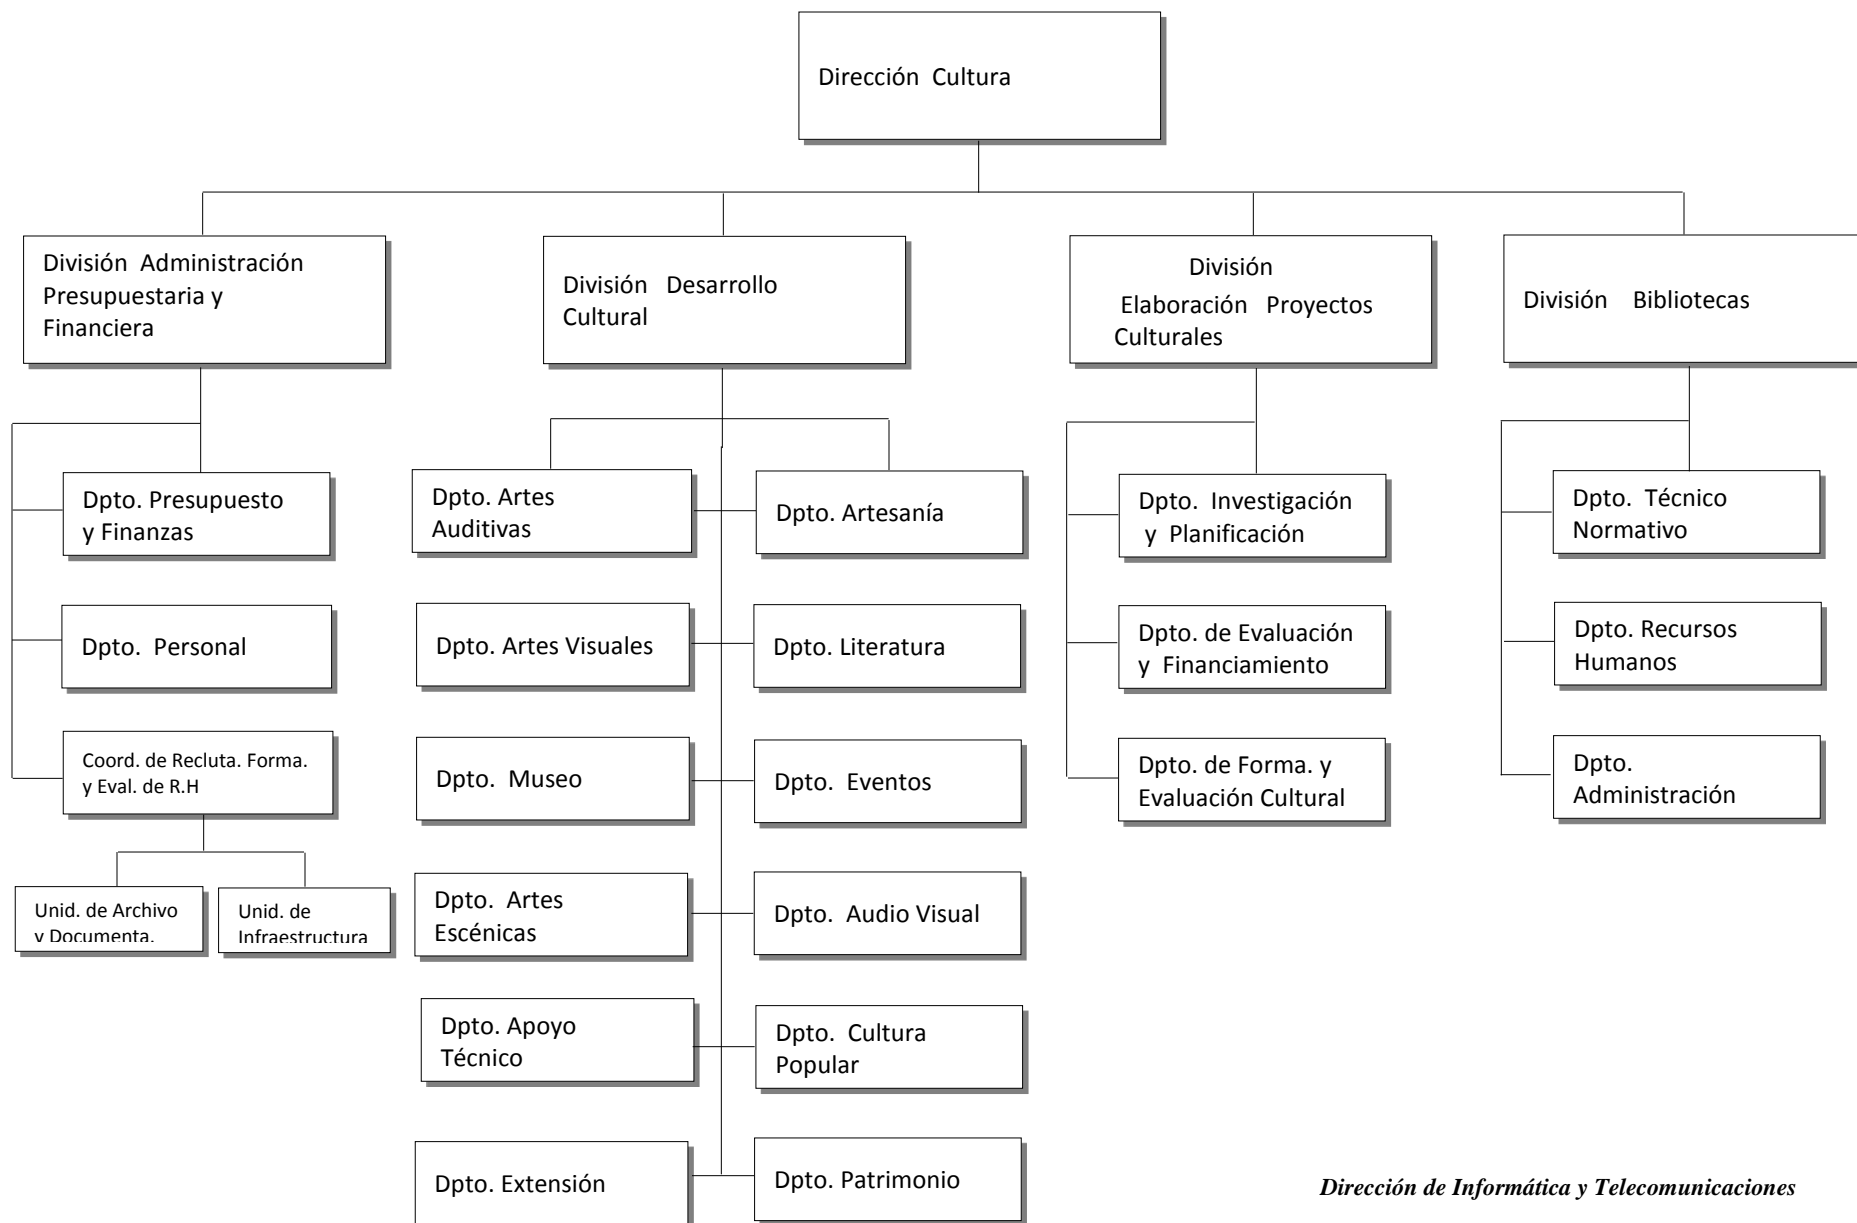 Dirección Cultura
División Administración
Presupuestaria y
Financiera
División Desarrollo
Cultural
División
Elaboración Proyectos
Culturales
División Bibliotecas
Dpto. Presupuesto
y Finanzas
Dpto. Personal
Coord. de Recluta. Forma.
y Eval. de R.H
Unid. de Archivo
y Documenta.
Unid. de
Infraestructura
Dpto. Artes
Auditivas
Dpto. Artesanía
Dpto. Artes Visuales
Dpto. Literatura
Dpto. Museo
Dpto. Eventos
Dpto. Artes
Escénicas
Dpto. Audio Visual
Dpto. Apoyo
Técnico
Dpto. Cultura
Popular
Dpto. Extensión
Dpto. Patrimonio
Dpto. Investigación
y Planificación
Dpto. de Evaluación
y Financiamiento
Dpto. de Forma. y
Evaluación Cultural
Dpto. Técnico
Normativo
Dpto. Recursos
Humanos
Dpto.
Administración
Dirección de Informática y Telecomunicaciones